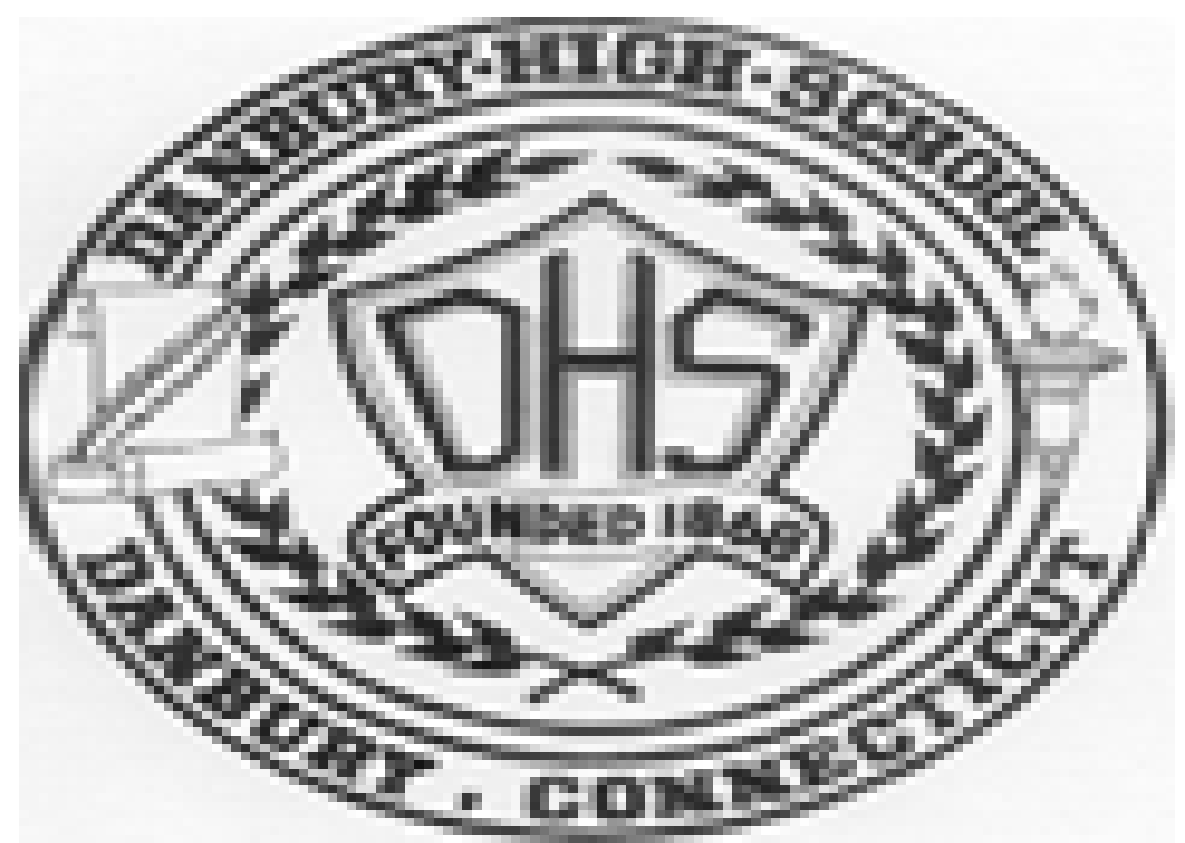 DANBURY·HIGH·SCHOOL
DHS
FOUNDED 1868
DANBURY · CONNECTICUT